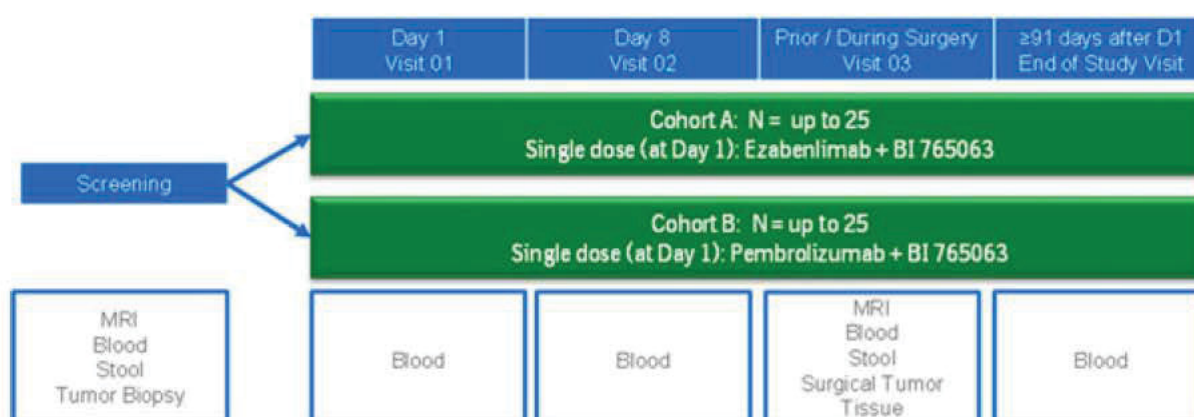 Day 1
Visit 01
Day 8
Visit 02
Prior / During Surgery
Visit 03
≥91 days after D1
End of Study Visit
Cohort A: N = up to 25
Single dose (at Day 1): Ezabenlimab + BI 765063
Screening
Cohort B: N = up to 25
Single dose (at Day 1): Pembrolizumab + BI 765063
MRI
Blood
Stool
Tumor Biopsy
Blood
Blood
MRI
Blood
Stool
Surgical Tumor
Tissue
Blood